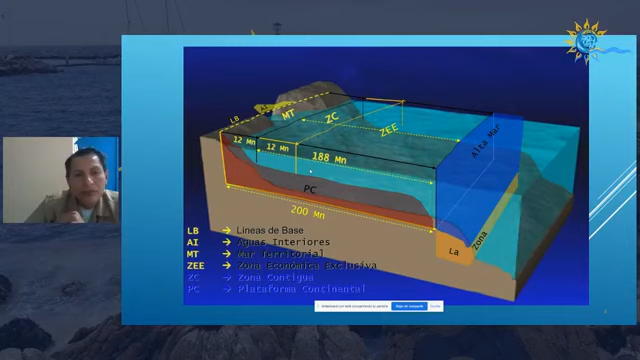 LB
AI
MT
ZC
ZEE
Alta Mar
12 Mn
12 Mn
188 Mn
PC
200 Mn
La Zona
LB → Líneas de Base
AI → Aguas Interiores
MT → Mar Territorial
ZEE → Zona Económica Exclusiva
ZC → Zona Contigua
PC → Plataforma Continental